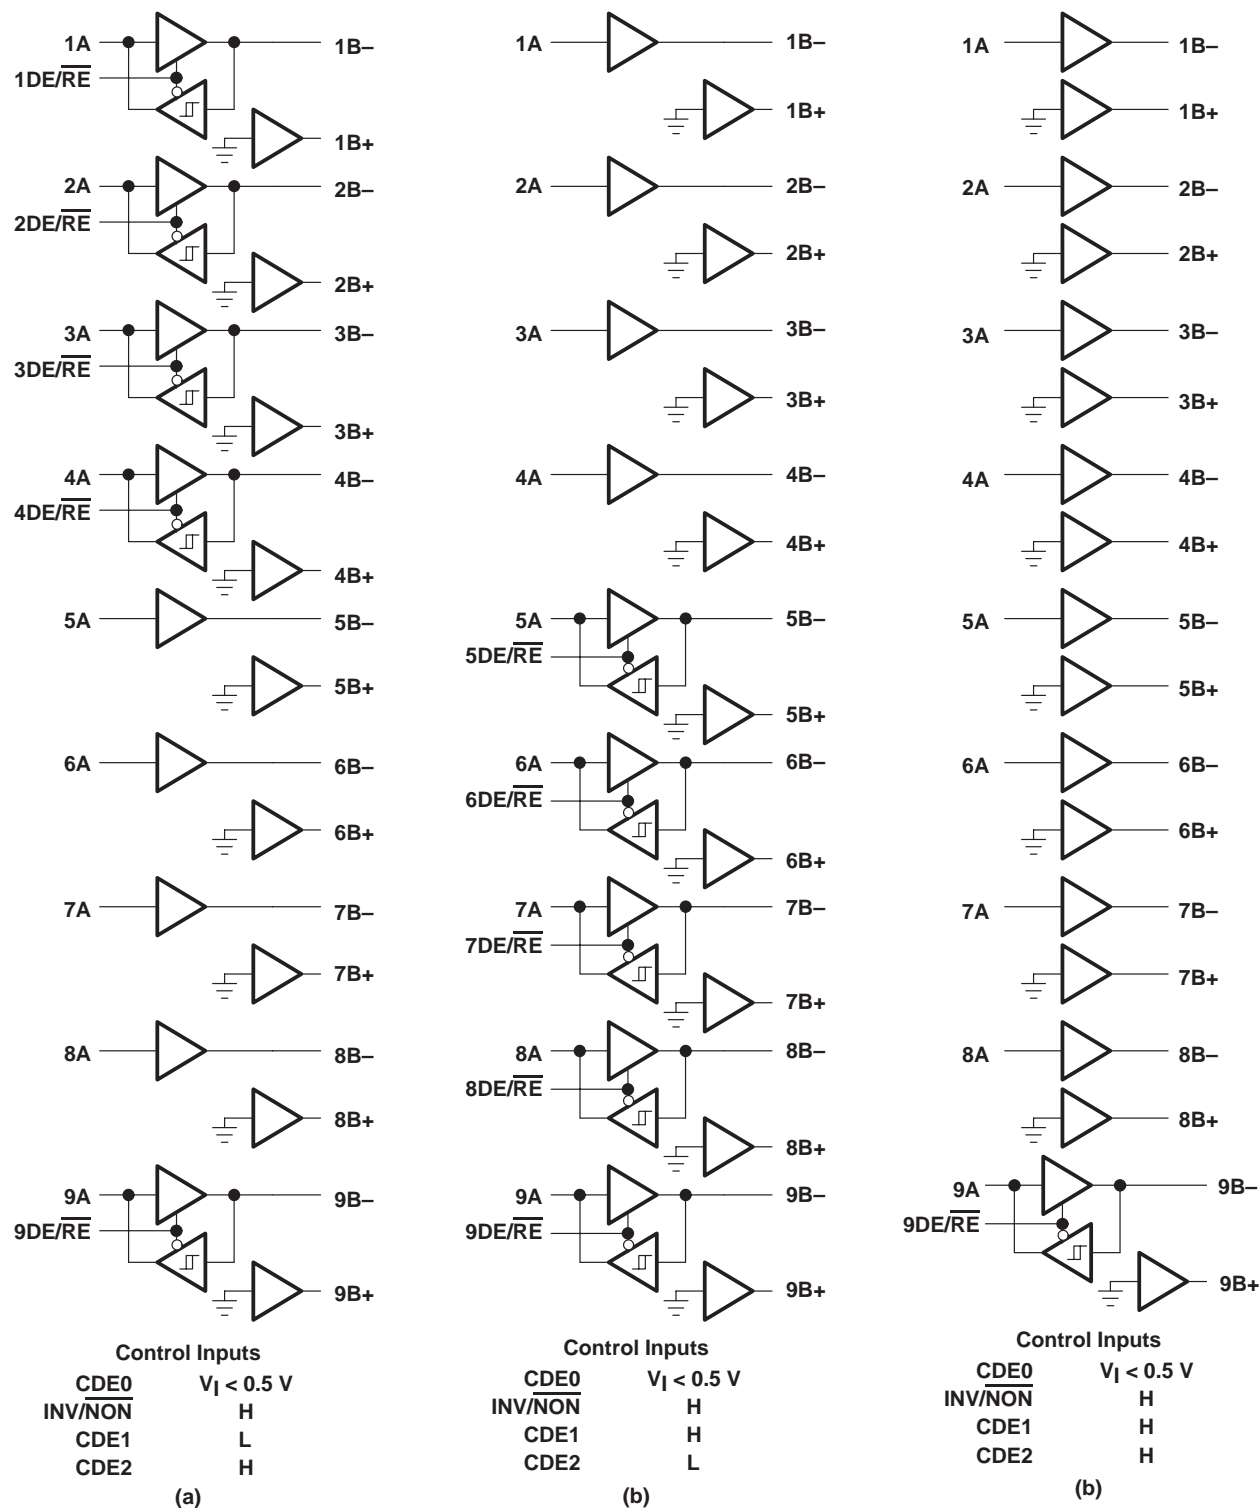 1A
1B–
1DE/RE
1B+
2A
2B–
2DE/RE
2B+
3A
3B–
3DE/RE
3B+
4A
4B–
4DE/RE
4B+
5A
5B–
5B+
6A
6B–
6B+
7A
7B–
7B+
8A
8B–
8B+
9A
9B–
9DE/RE
9B+
Control Inputs
CDE0 VI < 0.5 V
INV/NON H
CDE1 L
CDE2 H
(a)
1A
1B–
1B+
2A
2B–
2B+
3A
3B–
3B+
4A
4B–
4B+
5A
5B–
5DE/RE
5B+
6A
6B–
6DE/RE
6B+
7A
7B–
7DE/RE
7B+
8A
8B–
8DE/RE
8B+
9A
9B–
9DE/RE
9B+
Control Inputs
CDE0 VI < 0.5 V
INV/NON H
CDE1 H
CDE2 L
(b)
1A
1B–
1B+
2A
2B–
2B+
3A
3B–
3B+
4A
4B–
4B+
5A
5B–
5B+
6A
6B–
6B+
7A
7B–
7B+
8A
8B–
8B+
9A
9B–
9DE/RE
9B+
Control Inputs
CDE0 VI < 0.5 V
INV/NON H
CDE1 H
CDE2 H
(b)